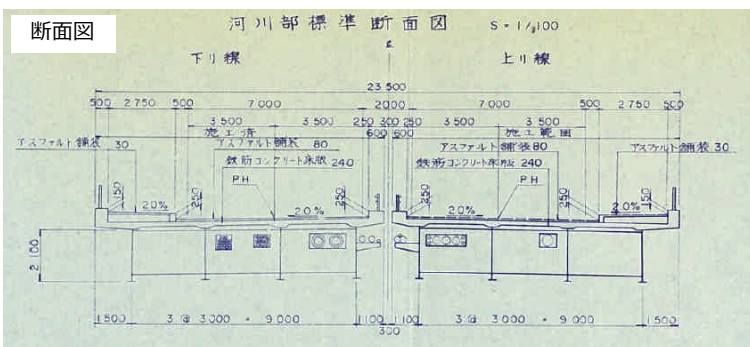 断面図
河川部標準断面図 S = 1/100
下り線 上り線
23 500
500 2 750 500 7 000 2000 7 000 500 2 750 500
3 500 3 500 250 300 250 3 500 3 500
施工済 600 600 施工範囲
アスファルト舗装 30 アスファルト舗装 80 アスファルト舗装80 アスファルト舗装 30
鉄筋コンクリート床版 240 鉄筋コンクリート床版 240
PH PH
150 250 250 250 250 150
2.0% 2.0% 2.0% 2.0%
2 100
1 500 3 @ 3 000 = 9 000 1 100 1 100 3 @ 3 000 = 9 000 1 500
300